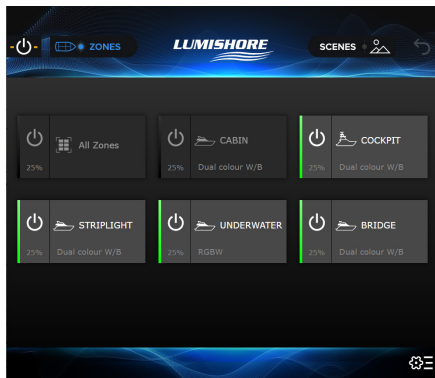 ZONES
LUMISHORE
SCENES
All Zones
25%
CABIN
25% Dual colour W/B
COCKPIT
25% Dual colour W/B
STRIPLIGHT
25% Dual colour W/B
UNDERWATER
25% RGBW
BRIDGE
25% Dual colour W/B